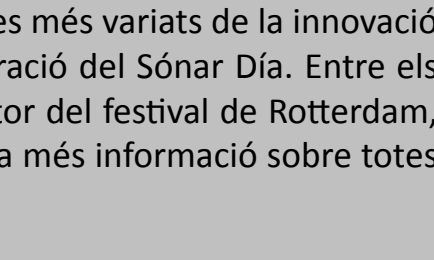 es més variats de la innovació
ració del Sónar Día. Entre els
tor del festival de Rotterdam,
a més informació sobre totes